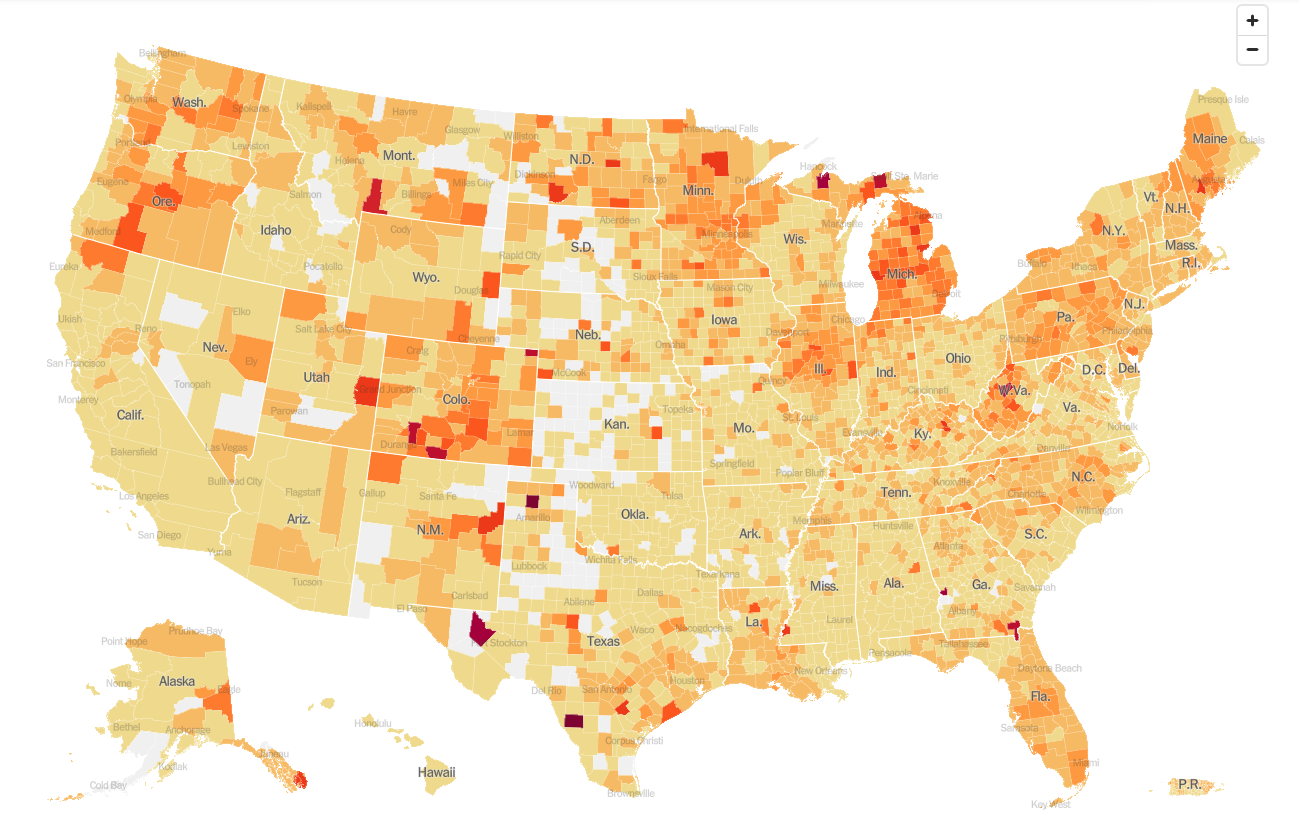 +
−
Bellingham
Presque Isle
Olympia
Wash.
Spokane
Kalispell
Havre
Glasgow
Williston
International Falls
Maine
Calais
Portland
Lewiston
Helena
Mont.
Dickinson
N.D.
Fargo
Minn.
Duluth
Hancock
Sault Ste. Marie
Augusta
Eugene
Ore.
Salmon
Billings
Miles City
Aberdeen
Minneapolis
Marinette
Alpena
Vt.
N.H.
Medford
Idaho
Cody
S.D.
Wis.
N.Y.
Mass.
Eureka
Pocatello
Wyo.
Rapid City
Sioux Falls
Mason City
Milwaukee
Mich.
Detroit
Buffalo
Ithaca
R.I.
Douglas
Ukiah
Reno
Elko
Salt Lake City
Cheyenne
Neb.
Iowa
Omaha
Davenport
Chicago
Pa.
N.J.
Pittsburgh
Philadelphia
San Francisco
Nev.
Ely
Utah
Craig
Grand Junction
McCook
Quincy
Ill.
Ind.
Ohio
D.C.
Del.
Monterey
Tonopah
Parowan
Colo.
Cincinnati
W.Va.
Va.
Calif.
Topeka
Kan.
Mo.
St. Louis
Evansville
Ky.
Norfolk
Bakersfield
Las Vegas
Durango
Lamar
Danville
Springfield
Poplar Bluff
Bullhead City
Flagstaff
Gallup
Santa Fe
Woodward
Tulsa
Knoxville
N.C.
Tenn.
Charlotte
Los Angeles
Ariz.
N.M.
Amarillo
Okla.
Memphis
Huntsville
Wilmington
San Diego
Yuma
Ark.
S.C.
Atlanta
Lubbock
Wichita Falls
Texarkana
Tucson
Carlsbad
Abilene
Dallas
Miss.
Ala.
Ga.
Savannah
El Paso
Albany
Prudhoe Bay
Point Hope
Stockton
Texas
Waco
Nacogdoches
La.
Laurel
Pensacola
Tallahassee
Alaska
Nome
Eagle
Del Rio
San Antonio
Houston
New Orleans
Daytona Beach
Fla.
Bethel
Anchorage
Honolulu
Corpus Christi
Sarasota
Juneau
Kodiak
Cold Bay
Hawaii
Brownsville
Miami
Key West
P.R.